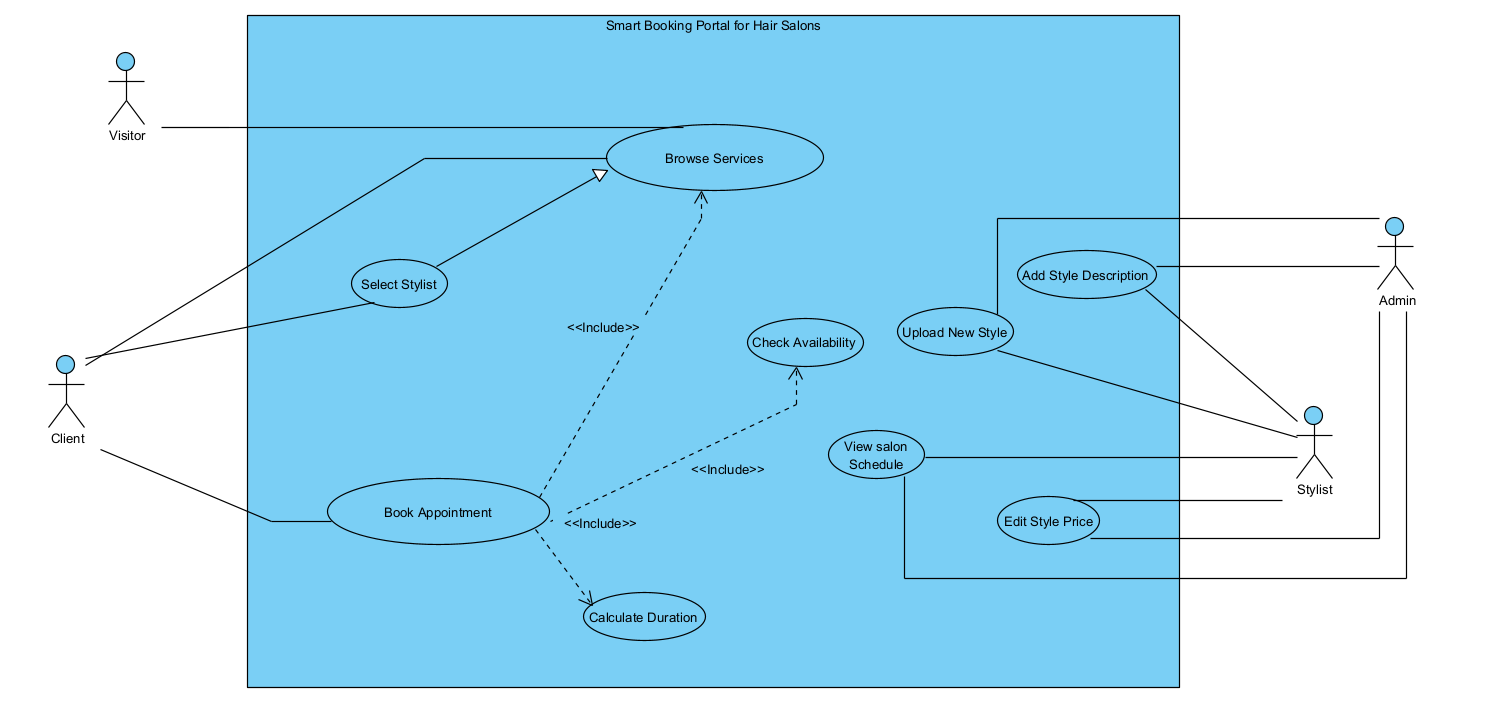 Smart Booking Portal for Hair Salons
Visitor
Browse Services
Select Stylist
Add Style Description
Admin
<<Include>>
Check Availability
Upload New Style
Client
View salon
Schedule
<<Include>>
Stylist
Book Appointment
<<Include>>
Edit Style Price
Calculate Duration